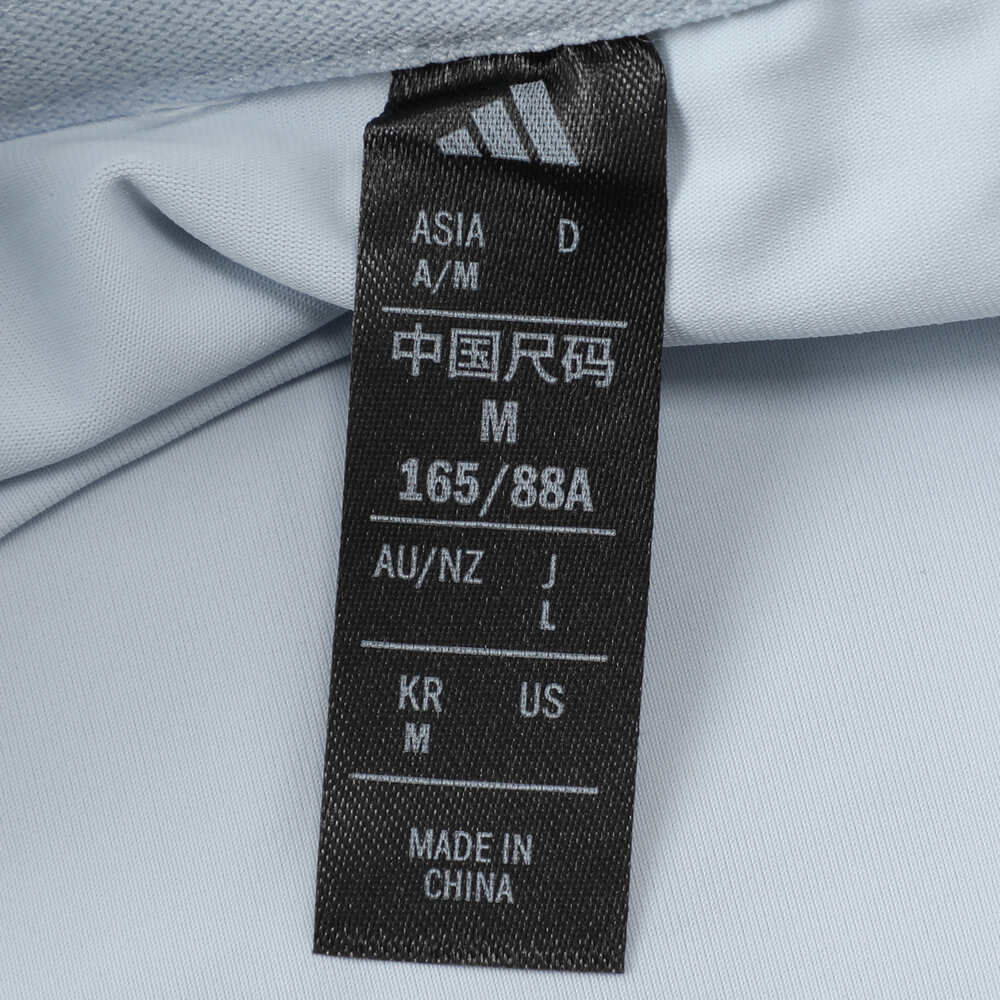 ASIA D
A/M
中国尺码
M
165/88A
AU/NZ J
L
KR US
M
MADE IN
CHINA